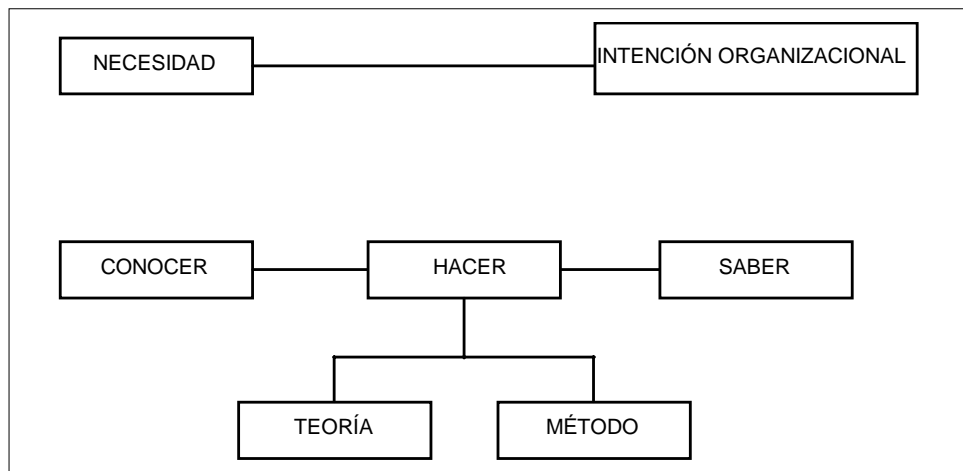 NECESIDAD
INTENCIÓN ORGANIZACIONAL
CONOCER
HACER
SABER
TEORÍA
MÉTODO